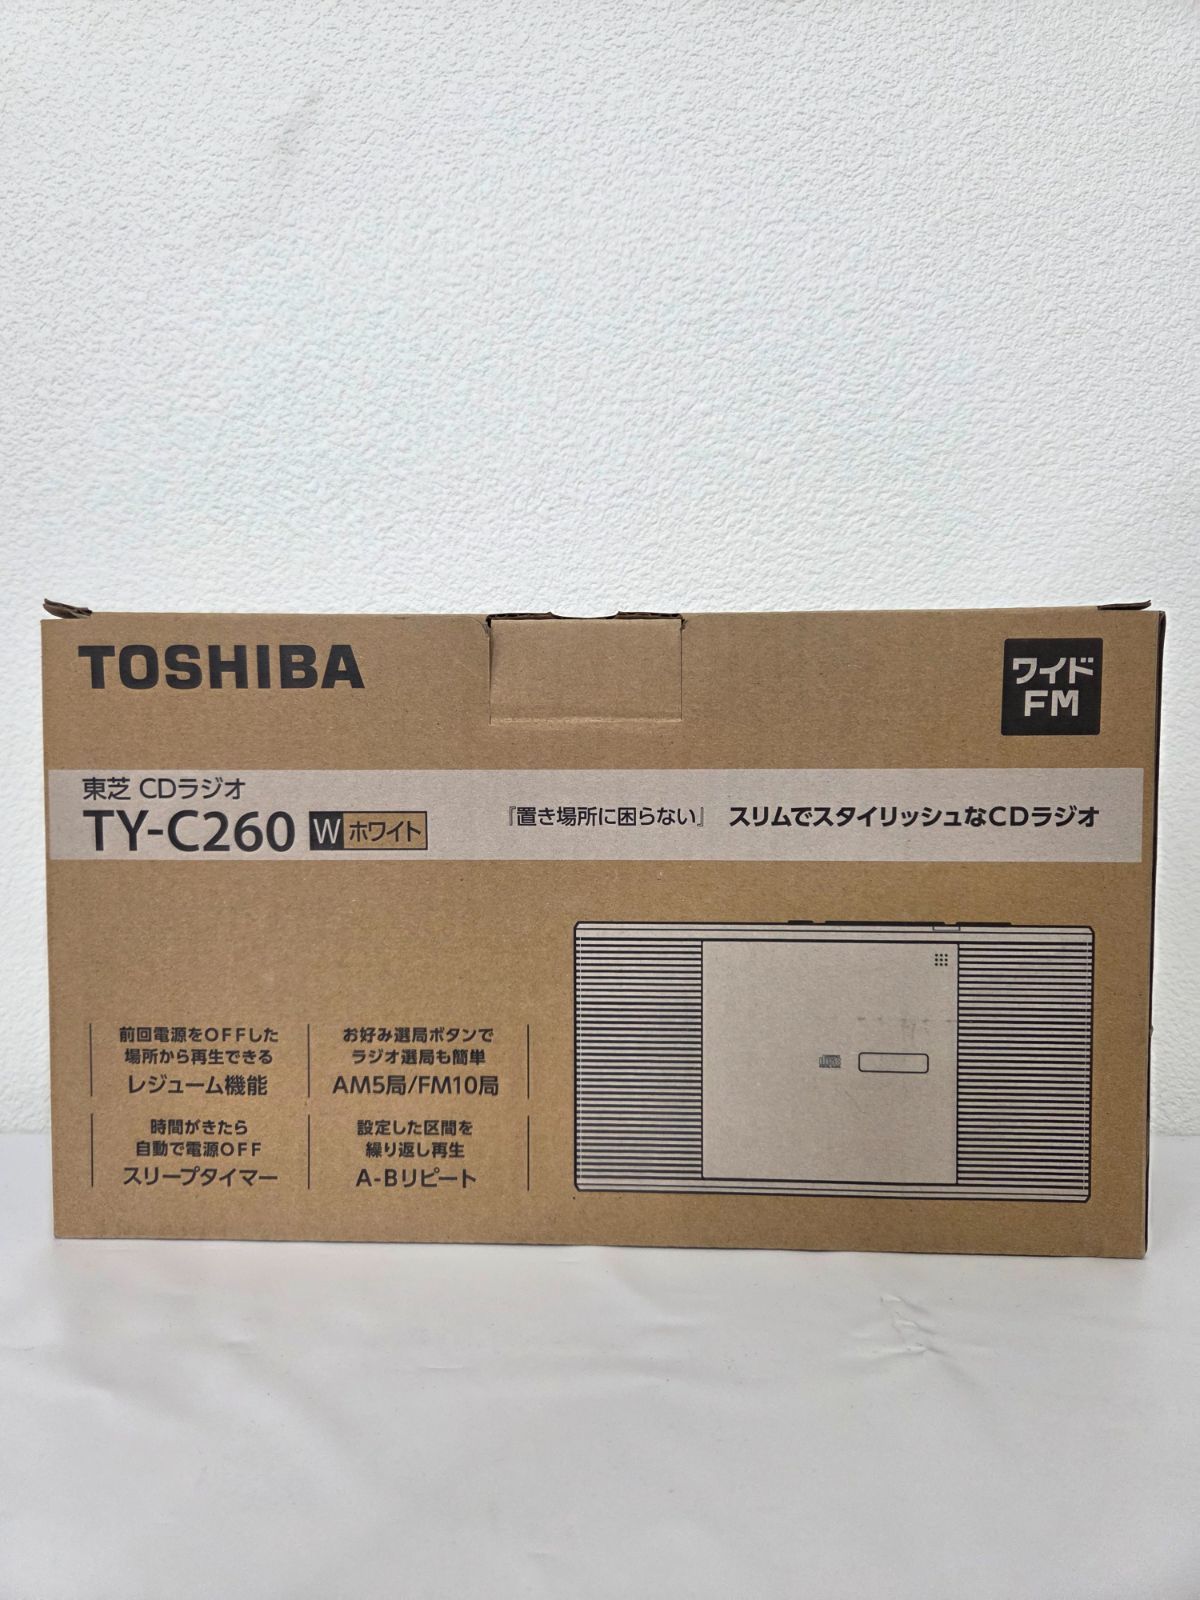 TOSHIBA
ワイド
FM
東芝 CDラジオ
TY-C260 W ホワイト
『置き場所に困らない』 スリムでスタイリッシュなCDラジオ
前回電源をOFFした
場所から再生できる
レジューム機能
お好み選局ボタンで
ラジオ選局も簡単
AM5局/FM10局
時間がきたら
自動で電源OFF
スリープタイマー
設定した区間を
繰り返し再生
A-Bリピート